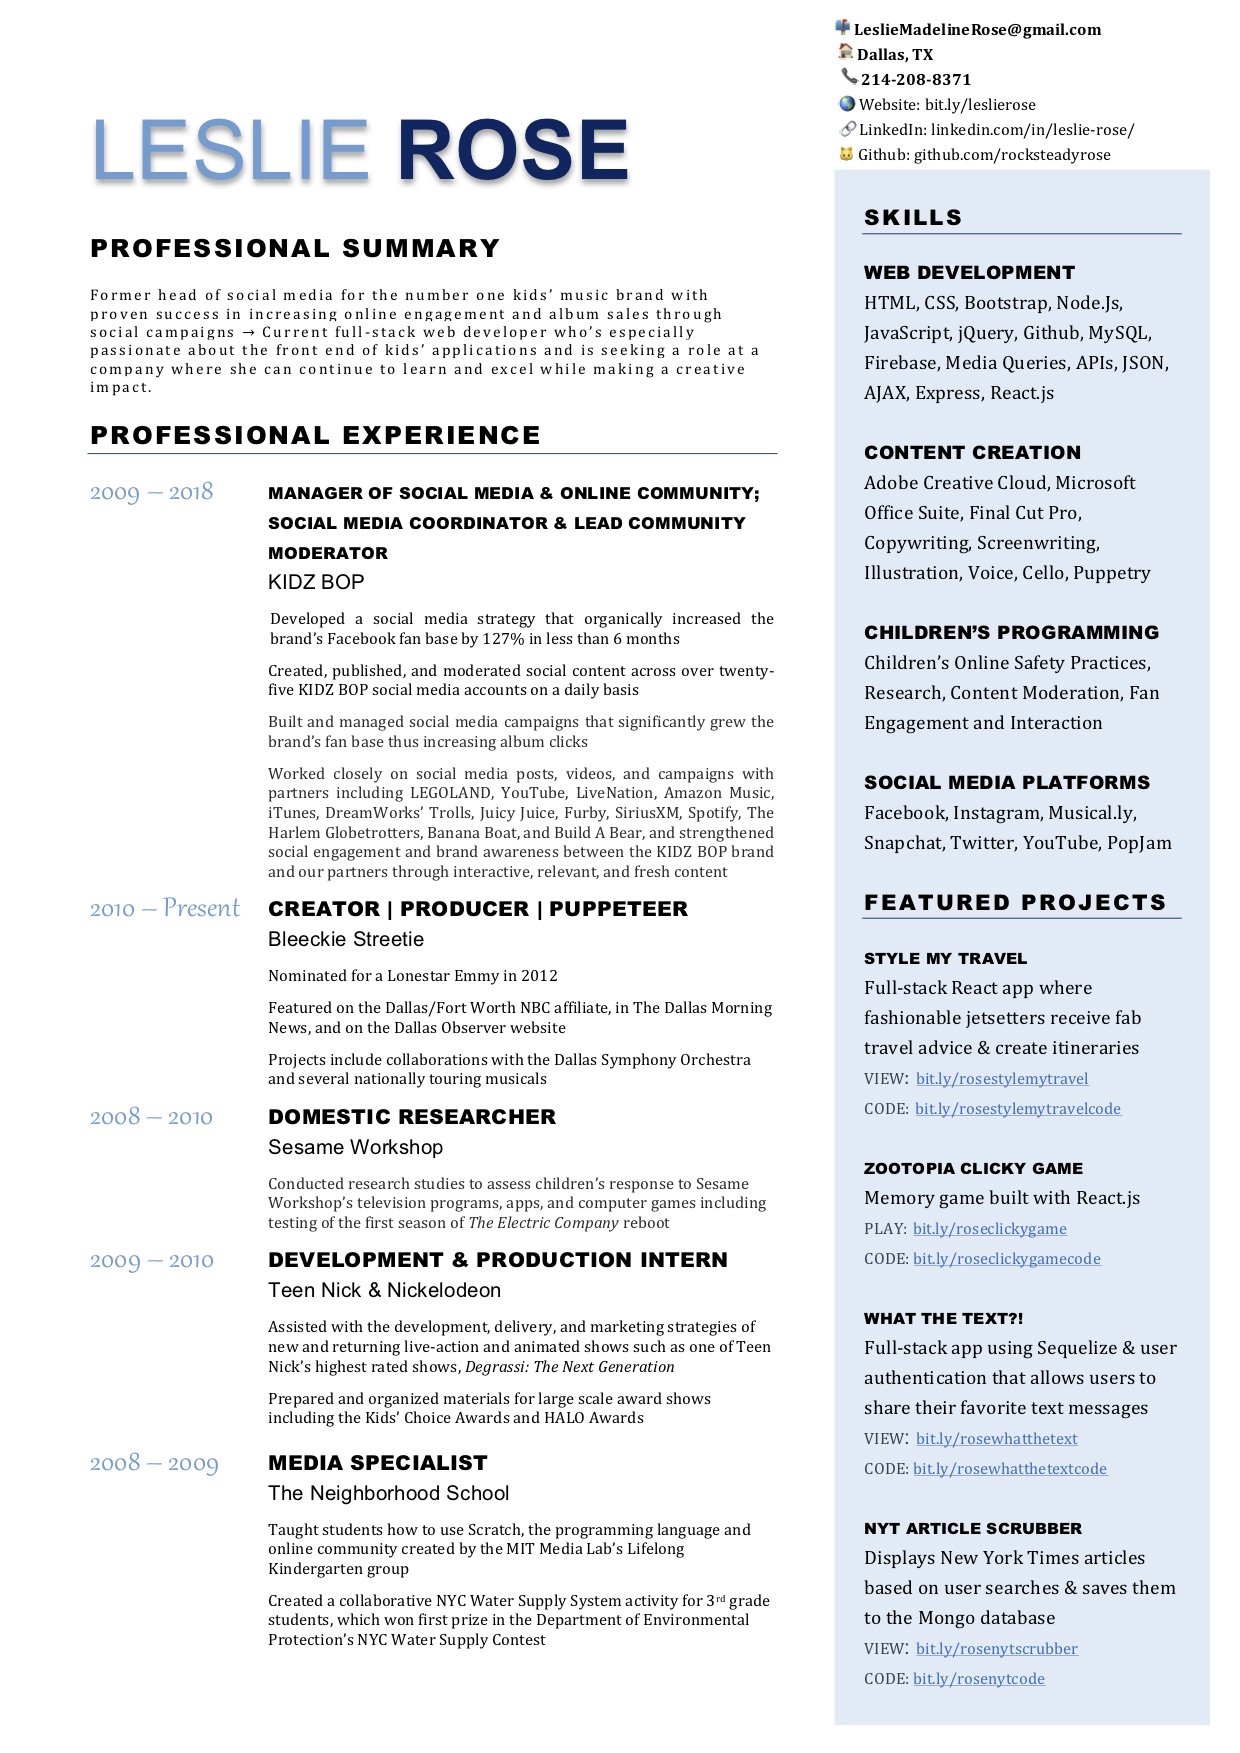 LeslieMadelineRose@gmail.com
Dallas, TX
214-208-8371
Website: bit.ly/leslierose
LinkedIn: linkedin.com/in/leslie-rose/
Github: github.com/rocksteadyrose
LESLIE ROSE
PROFESSIONAL SUMMARY
Former head of social media for the number one kids’ music brand with
proven success in increasing online engagement and album sales through
social campaigns → Current full-stack web developer who’s especially
passionate about the front end of kids’ applications and is seeking a role at a
company where she can continue to learn and excel while making a creative
impact.
PROFESSIONAL EXPERIENCE
2009 – 2018
MANAGER OF SOCIAL MEDIA & ONLINE COMMUNITY;
SOCIAL MEDIA COORDINATOR & LEAD COMMUNITY
MODERATOR
KIDZ BOP
Developed a social media strategy that organically increased the
brand’s Facebook fan base by 127% in less than 6 months
Created, published, and moderated social content across over twenty-
five KIDZ BOP social media accounts on a daily basis
Built and managed social media campaigns that significantly grew the
brand’s fan base thus increasing album clicks
Worked closely on social media posts, videos, and campaigns with
partners including LEGOLAND, YouTube, LiveNation, Amazon Music,
iTunes, DreamWorks’ Trolls, Juicy Juice, Furby, SiriusXM, Spotify, The
Harlem Globetrotters, Banana Boat, and Build A Bear, and strengthened
social engagement and brand awareness between the KIDZ BOP brand
and our partners through interactive, relevant, and fresh content
2010 – Present
CREATOR | PRODUCER | PUPPETEER
Bleeckie Streetie
Nominated for a Lonestar Emmy in 2012
Featured on the Dallas/Fort Worth NBC affiliate, in The Dallas Morning
News, and on the Dallas Observer website
Projects include collaborations with the Dallas Symphony Orchestra
and several nationally touring musicals
2008 – 2010
DOMESTIC RESEARCHER
Sesame Workshop
Conducted research studies to assess children’s response to Sesame
Workshop’s television programs, apps, and computer games including
testing of the first season of The Electric Company reboot
2009 – 2010
DEVELOPMENT & PRODUCTION INTERN
Teen Nick & Nickelodeon
Assisted with the development, delivery, and marketing strategies of
new and returning live-action and animated shows such as one of Teen
Nick’s highest rated shows, Degrassi: The Next Generation
Prepared and organized materials for large scale award shows
including the Kids’ Choice Awards and HALO Awards
2008 – 2009
MEDIA SPECIALIST
The Neighborhood School
Taught students how to use Scratch, the programming language and
online community created by the MIT Media Lab’s Lifelong
Kindergarten group
Created a collaborative NYC Water Supply System activity for 3rd grade
students, which won first prize in the Department of Environmental
Protection’s NYC Water Supply Contest
SKILLS
WEB DEVELOPMENT
HTML, CSS, Bootstrap, Node.Js,
JavaScript, jQuery, Github, MySQL,
Firebase, Media Queries, APIs, JSON,
AJAX, Express, React.js
CONTENT CREATION
Adobe Creative Cloud, Microsoft
Office Suite, Final Cut Pro,
Copywriting, Screenwriting,
Illustration, Voice, Cello, Puppetry
CHILDREN’S PROGRAMMING
Children’s Online Safety Practices,
Research, Content Moderation, Fan
Engagement and Interaction
SOCIAL MEDIA PLATFORMS
Facebook, Instagram, Musical.ly,
Snapchat, Twitter, YouTube, PopJam
FEATURED PROJECTS
STYLE MY TRAVEL
Full-stack React app where
fashionable jetsetters receive fab
travel advice & create itineraries
VIEW: bit.ly/rosestylemytravel
CODE: bit.ly/rosestylemytravelcode
ZOOTOPIA CLICKY GAME
Memory game built with React.js
PLAY: bit.ly/roseclickygame
CODE: bit.ly/roseclickygamecode
WHAT THE TEXT?!
Full-stack app using Sequelize & user
authentication that allows users to
share their favorite text messages
VIEW: bit.ly/rosewhatthetext
CODE: bit.ly/rosewhatthetextcode
NYT ARTICLE SCRUBBER
Displays New York Times articles
based on user searches & saves them
to the Mongo database
VIEW: bit.ly/rosenytscrubber
CODE: bit.ly/rosenytcode